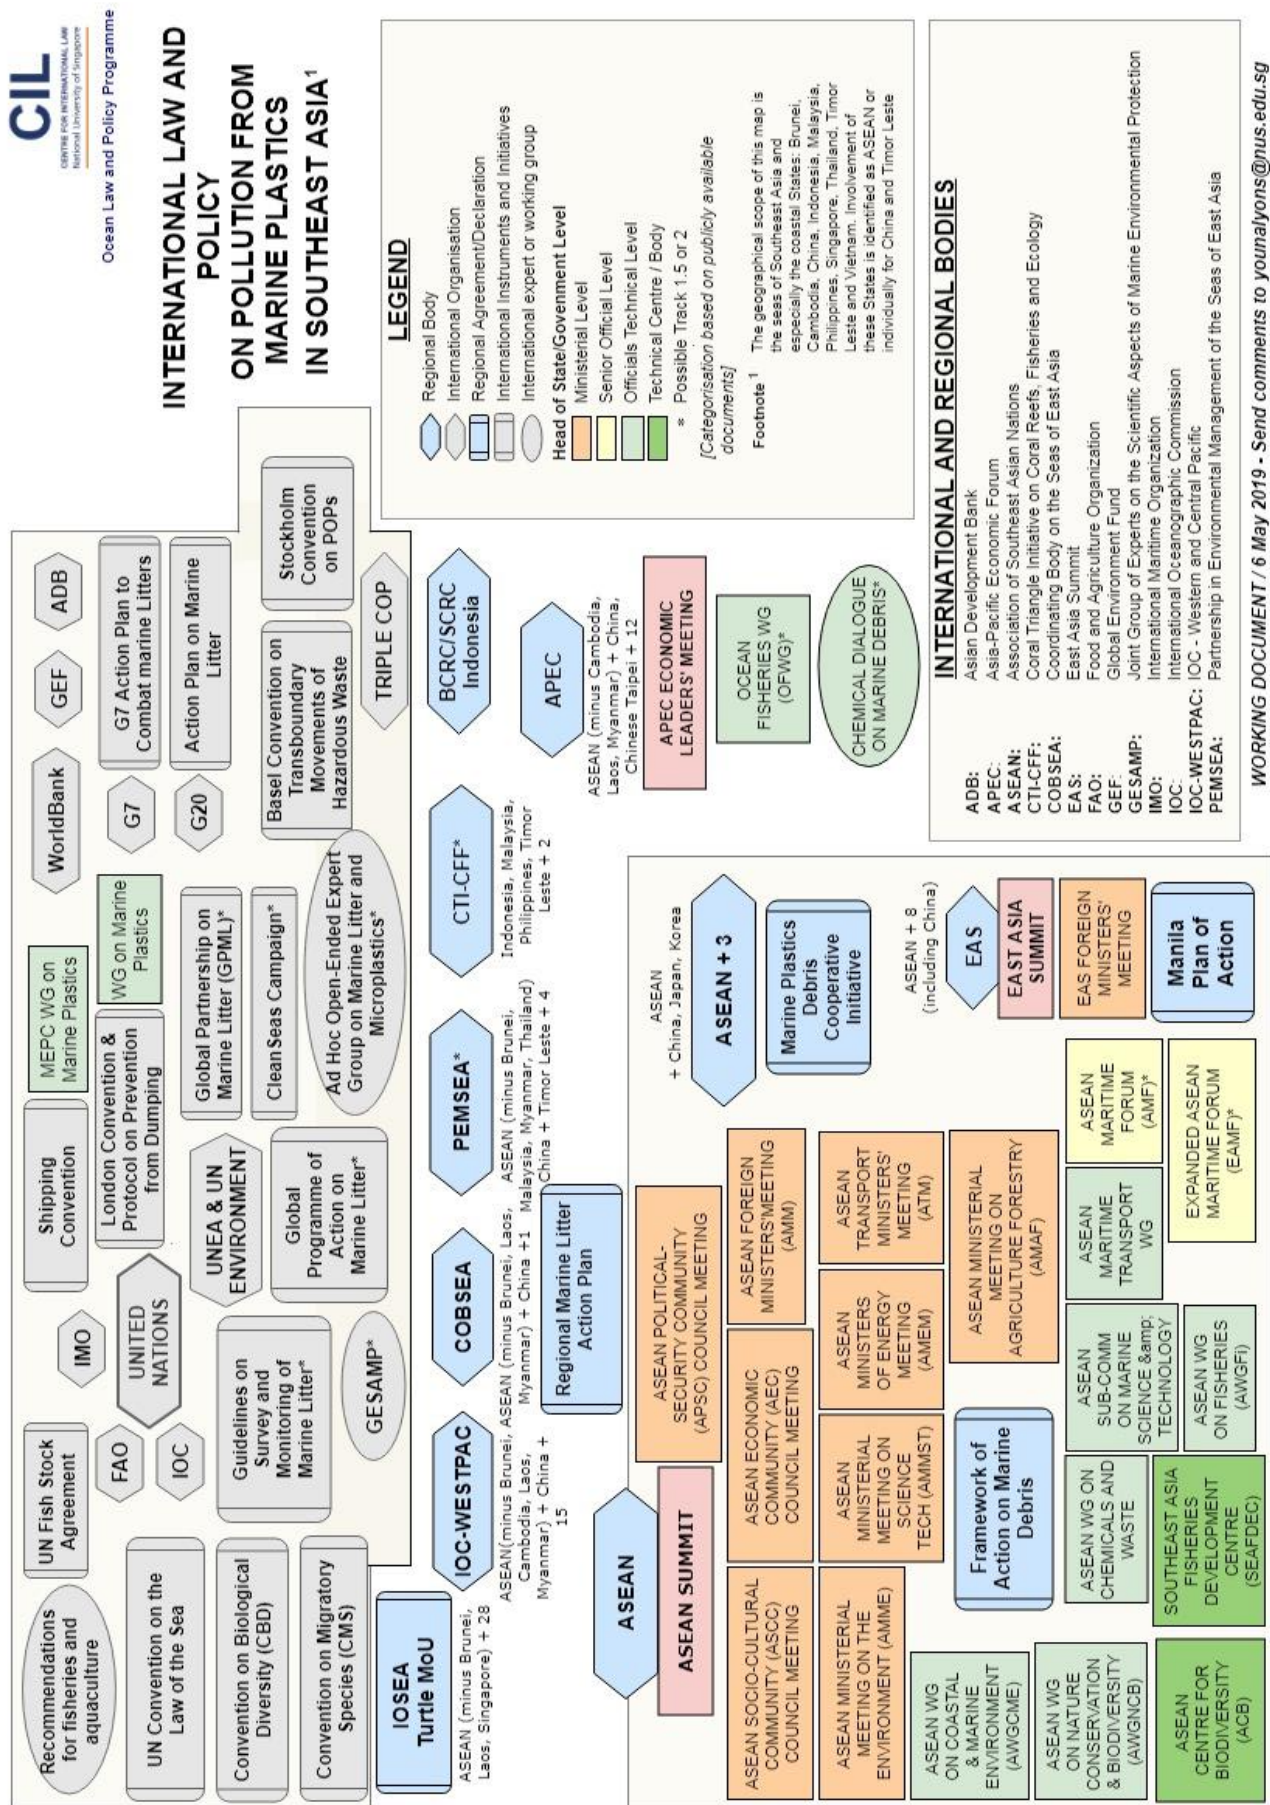 CIL
CENTRE FOR INTERNATIONAL LAW
National University of Singapore
Ocean Law and Policy Programme
INTERNATIONAL LAW AND
POLICY
ON POLLUTION FROM
MARINE PLASTICS
IN SOUTHEAST ASIA¹
Recommendations
for fisheries and
aquaculture
UN Fish Stock
Agreement
IMO
Shipping
Convention
MEPC WG on
Marine Plastics
WorldBank
GEF
ADB
UN Convention on the
Law of the Sea
FAO
IOC
UNITED
NATIONS
London Convention &
Protocol on Prevention
from Dumping
WG on Marine
Plastics
G7
G7 Action Plan to
Combat marine Litters
G20
Action Plan on Marine
Litter
Convention on Biological
Diversity (CBD)
Guidelines on
Survey and
Monitoring of
Marine Litter*
UNEA & UN
ENVIRONMENT
Global Partnership on
Marine Litter (GPML)*
CleanSeas Campaign*
Basel Convention on
Transboundary
Movements of
Hazardous Waste
Stockholm
Convention
on POPs
Convention on Migratory
Species (CMS)
GESAMP*
Global
Programme of
Action on
Marine Litter*
Ad Hoc Open-Ended Expert
Group on Marine Litter and
Microplastics*
TRIPLE COP
IOSEA
Turtle MoU
ASEAN (minus Brunei,
Laos, Singapore) + 28
IOC-WESTPAC
ASEAN(minus Brunei,
Cambodia, Laos,
Myanmar) + China +
15
COBSEA
ASEAN (minus Brunei, Laos,
Myanmar) + China +1
Regional Marine Litter
Action Plan
PEMSEA*
ASEAN (minus Brunei,
Malaysia, Myanmar, Thailand)
China + Timor Leste + 4
CTI-CFF*
Indonesia, Malaysia,
Philippines, Timor
Leste + 2
BCRC/SCRC
Indonesia
APEC
ASEAN (minus Cambodia,
Laos, Myanmar) + China,
Chinese Taipei + 12
APEC ECONOMIC
LEADERS' MEETING
OCEAN
FISHERIES WG
(OFWG)*
CHEMICAL DIALOGUE
ON MARINE DEBRIS*
LEGEND
Regional Body
International Organisation
Regional Agreement/Declaration
International Instruments and Initiatives
International expert or working group
Head of State/Govenment Level
Ministerial Level
Senior Official Level
Officials Technical Level
Technical Centre / Body
* Possible Track 1.5 or 2
[Categorisation based on publicly available
documents]
Footnote ¹
The geographical scope of this map is
the seas of Southeast Asia and
especially the coastal States: Brunei,
Cambodia, China, Indonesia, Malaysia,
Philippines, Singapore, Thailand, Timor
Leste and Vietnam. Involvement of
these States is identified as ASEAN or
individually for China and Timor Leste
ASEAN
ASEAN SUMMIT
ASEAN POLITICAL-
SECURITY COMMUNITY
(APSC) COUNCIL MEETING
ASEAN SOCIO-CULTURAL
COMMUNITY (ASCC)
COUNCIL MEETING
ASEAN ECONOMIC
COMMUNITY (AEC)
COUNCIL MEETING
ASEAN FOREIGN
MINISTERS'MEETING
(AMM)
ASEAN MINISTERIAL
MEETING ON THE
ENVIRONMENT (AMME)
ASEAN
MINISTERIAL
MEETING ON
SCIENCE
TECH (AMMST)
ASEAN
MINISTERS
OF ENERGY
MEETING
(AMEM)
ASEAN
TRANSPORT
MINISTERS'
MEETING
(ATM)
ASEAN WG
ON COASTAL
& MARINE
ENVIRONMENT
(AWGCME)
Framework of
Action on Marine
Debris
ASEAN MINISTERIAL
MEETING ON
AGRICULTURE FORESTRY
(AMAF)
ASEAN WG
ON NATURE
CONSERVATION
& BIODIVERSITY
(AWGNCB)
ASEAN WG ON
CHEMICALS AND
WASTE
ASEAN
SUB-COMM
ON MARINE
SCIENCE &amp;
TECHNOLOGY
ASEAN
MARITIME
TRANSPORT
WG
ASEAN
MARITIME
FORUM
(AMF)*
ASEAN
CENTRE FOR
BIODIVERSITY
(ACB)
SOUTHEAST ASIA
FISHERIES
DEVELOPMENT
CENTRE
(SEAFDEC)
ASEAN WG
ON FISHERIES
(AWGFi)
EXPANDED ASEAN
MARITIME FORUM
(EAMF)*
ASEAN
+ China, Japan, Korea
ASEAN + 3
Marine Plastics
Debris
Cooperative
Initiative
ASEAN + 8
(including China)
EAS
EAST ASIA
SUMMIT
EAS FOREIGN
MINISTERS'
MEETING
Manila
Plan of
Action
INTERNATIONAL AND REGIONAL BODIES
ADB: Asian Development Bank
APEC: Asia-Pacific Economic Forum
ASEAN: Association of Southeast Asian Nations
CTI-CFF: Coral Triangle Initiative on Coral Reefs, Fisheries and Ecology
COBSEA: Coordinating Body on the Seas of East Asia
EAS: East Asia Summit
FAO: Food and Agriculture Organization
GEF: Global Environment Fund
GESAMP: Joint Group of Experts on the Scientific Aspects of Marine Environmental Protection
IMO: International Maritime Organization
IOC: International Oceanographic Commission
IOC-WESTPAC: IOC - Western and Central Pacific
PEMSEA: Partnership in Environmental Management of the Seas of East Asia
WORKING DOCUMENT / 6 May 2019 - Send comments to younalyons@nus.edu.sg